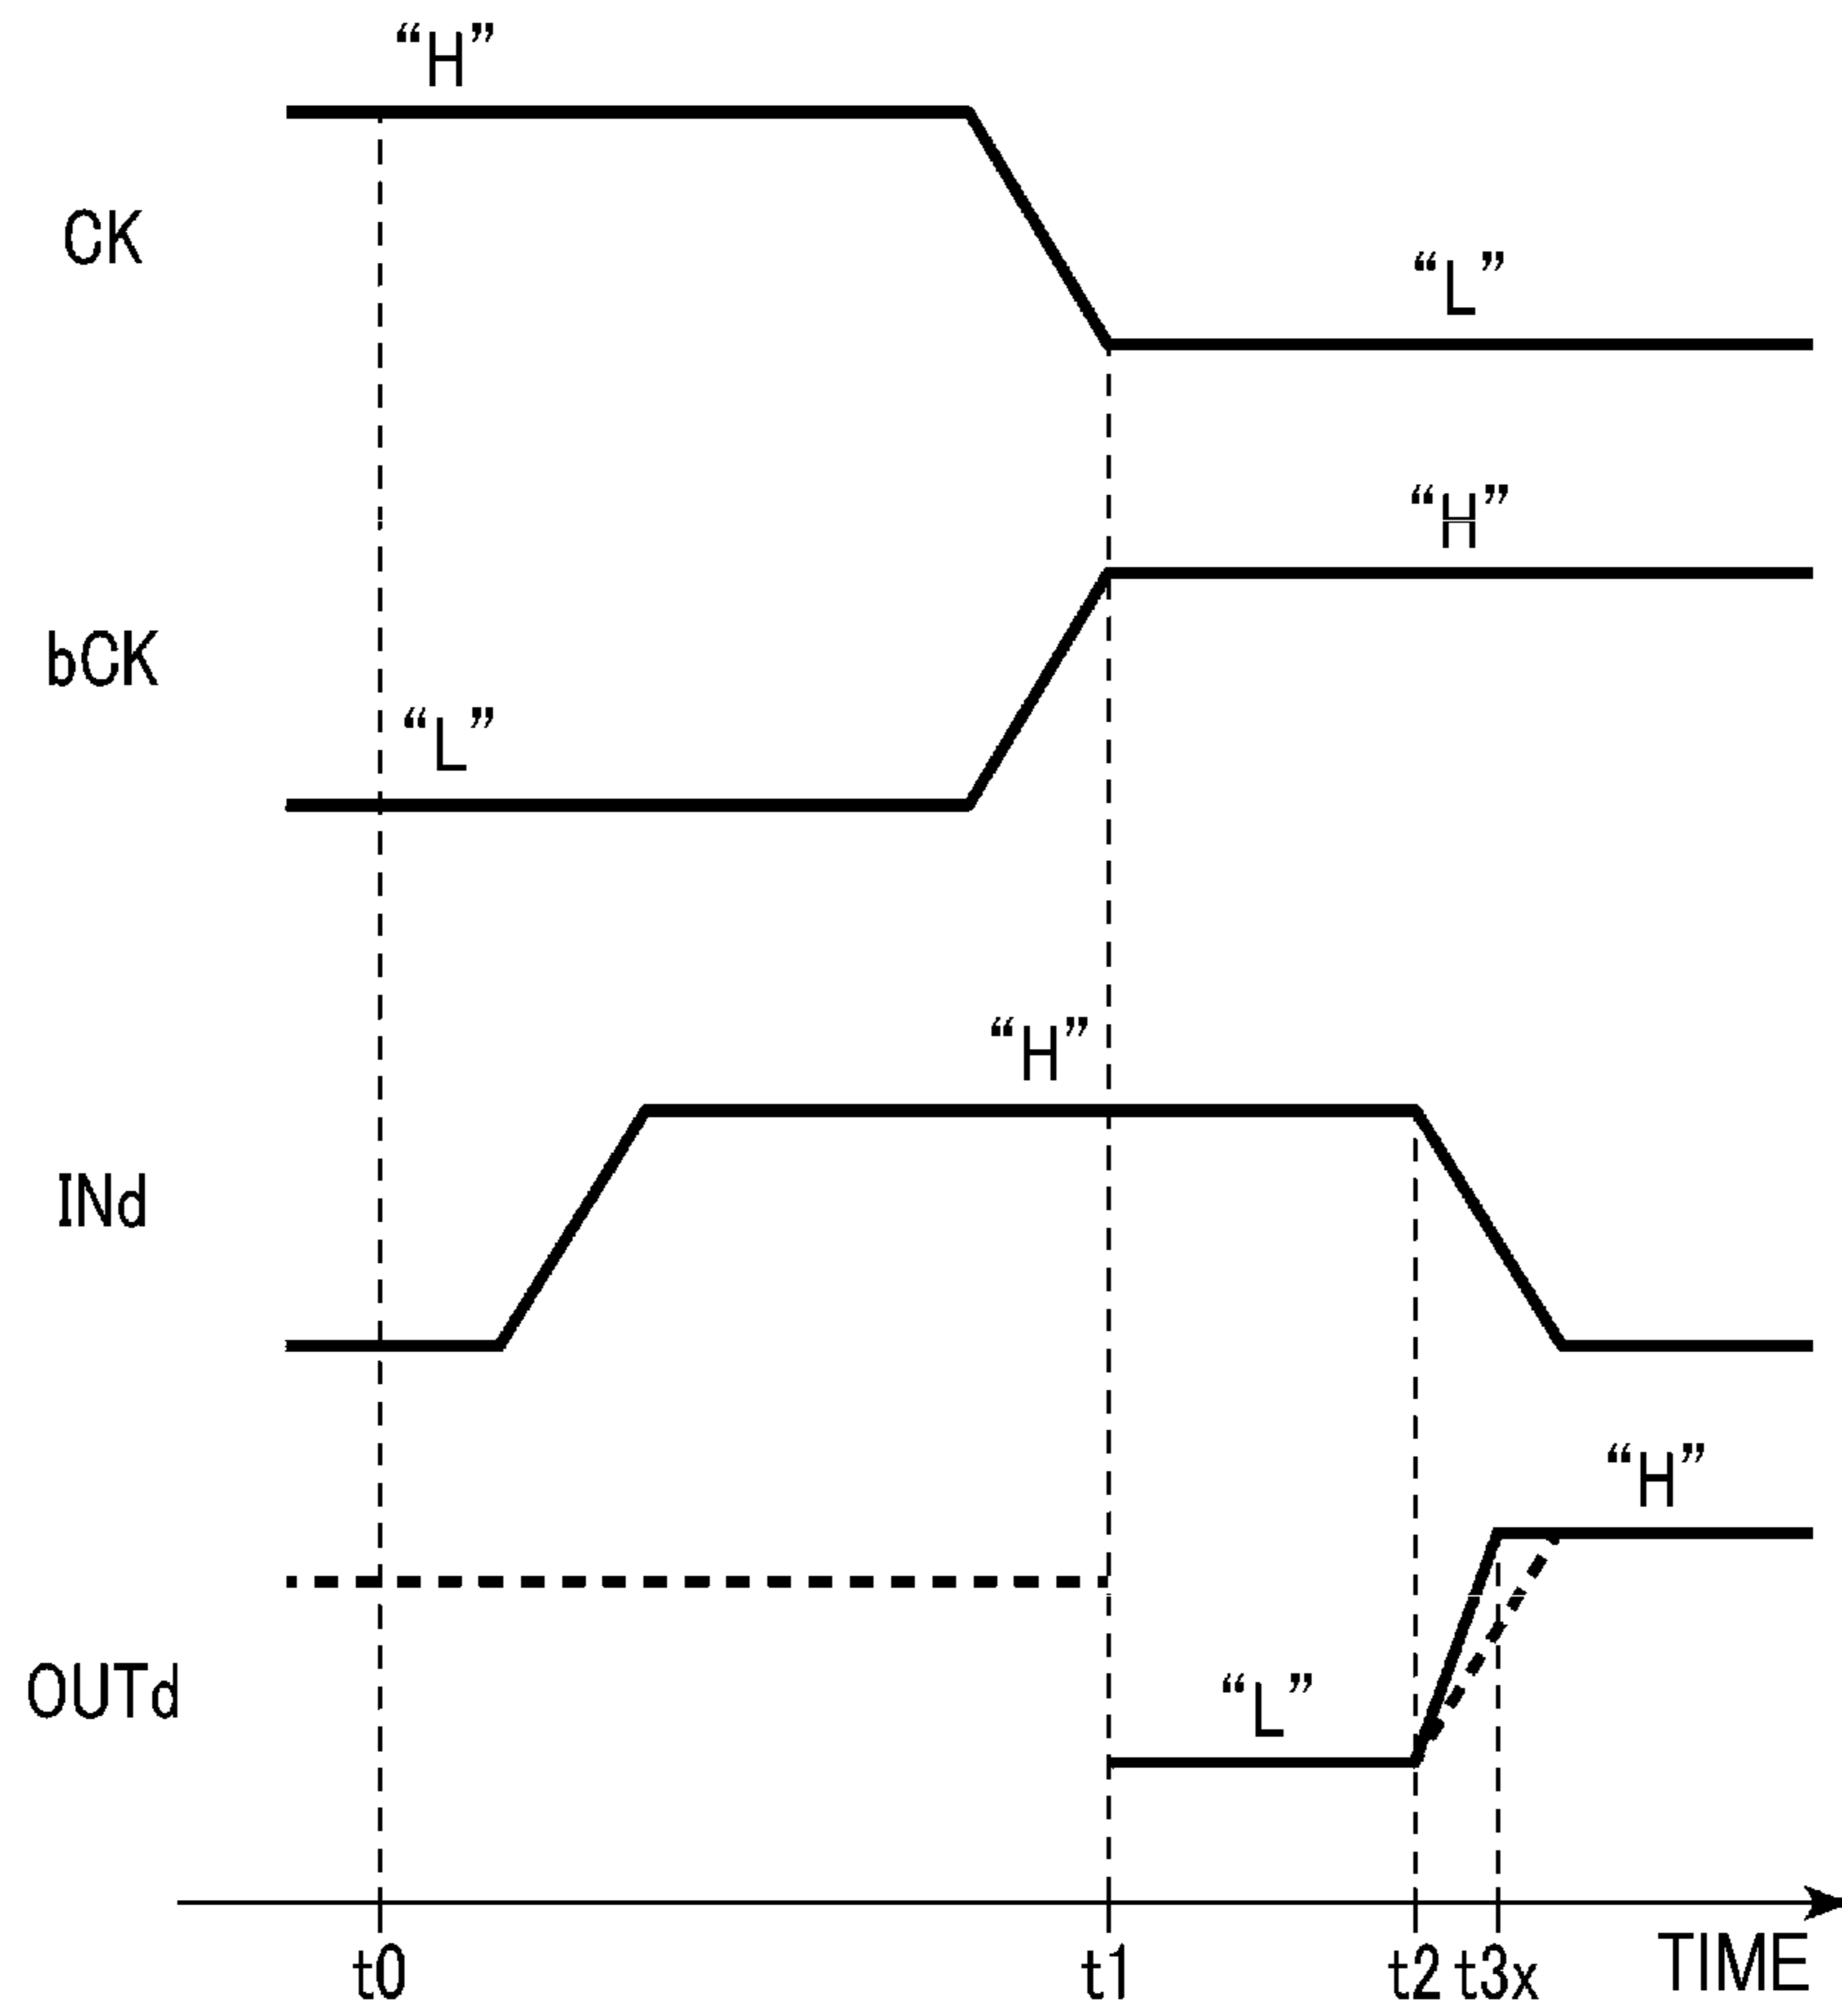 “H”
CK
“L”
“H”
bCK
“L”
“H”
INd
“H”
OUTd
“L”
t0 t1 t2 t3x TIME